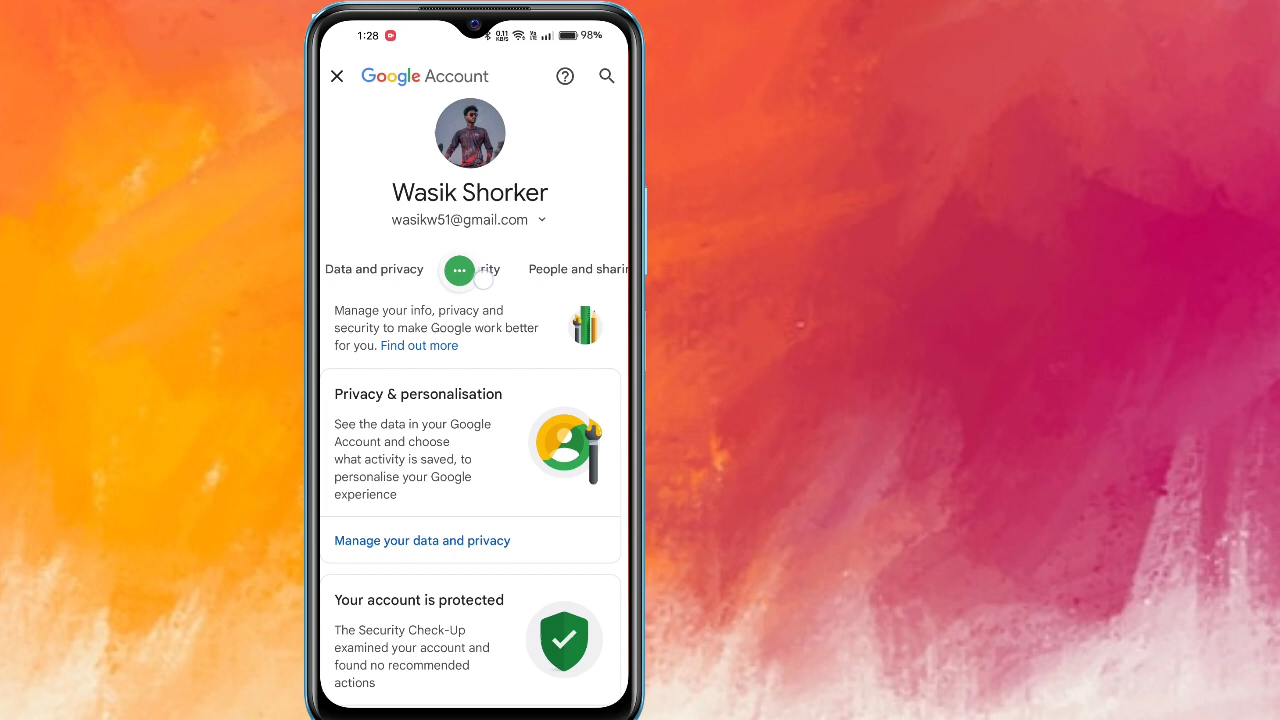 1:28
0.11 KB/S
98%
Google Account
Wasik Shorker
wasikw51@gmail.com
Data and privacy
rity
People and sharin
Manage your info, privacy and
security to make Google work better
for you. Find out more
Privacy & personalisation
See the data in your Google
Account and choose
what activity is saved, to
personalise your Google
experience
Manage your data and privacy
Your account is protected
The Security Check-Up
examined your account and
found no recommended
actions